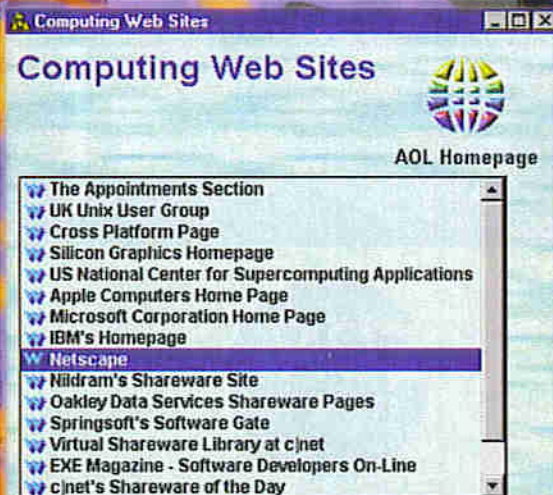 Computing Web Sites
Computing Web Sites
AOL Homepage
The Appointments Section
UK Unix User Group
Cross Platform Page
Silicon Graphics Homepage
US National Center for Supercomputing Applications
Apple Computers Home Page
Microsoft Corporation Home Page
IBM's Homepage
Netscape
Nildram's Shareware Site
Oakley Data Services Shareware Pages
Springsoft's Software Gate
Virtual Shareware Library at c|net
EXE Magazine - Software Developers On-Line
c|net's Shareware of the Day